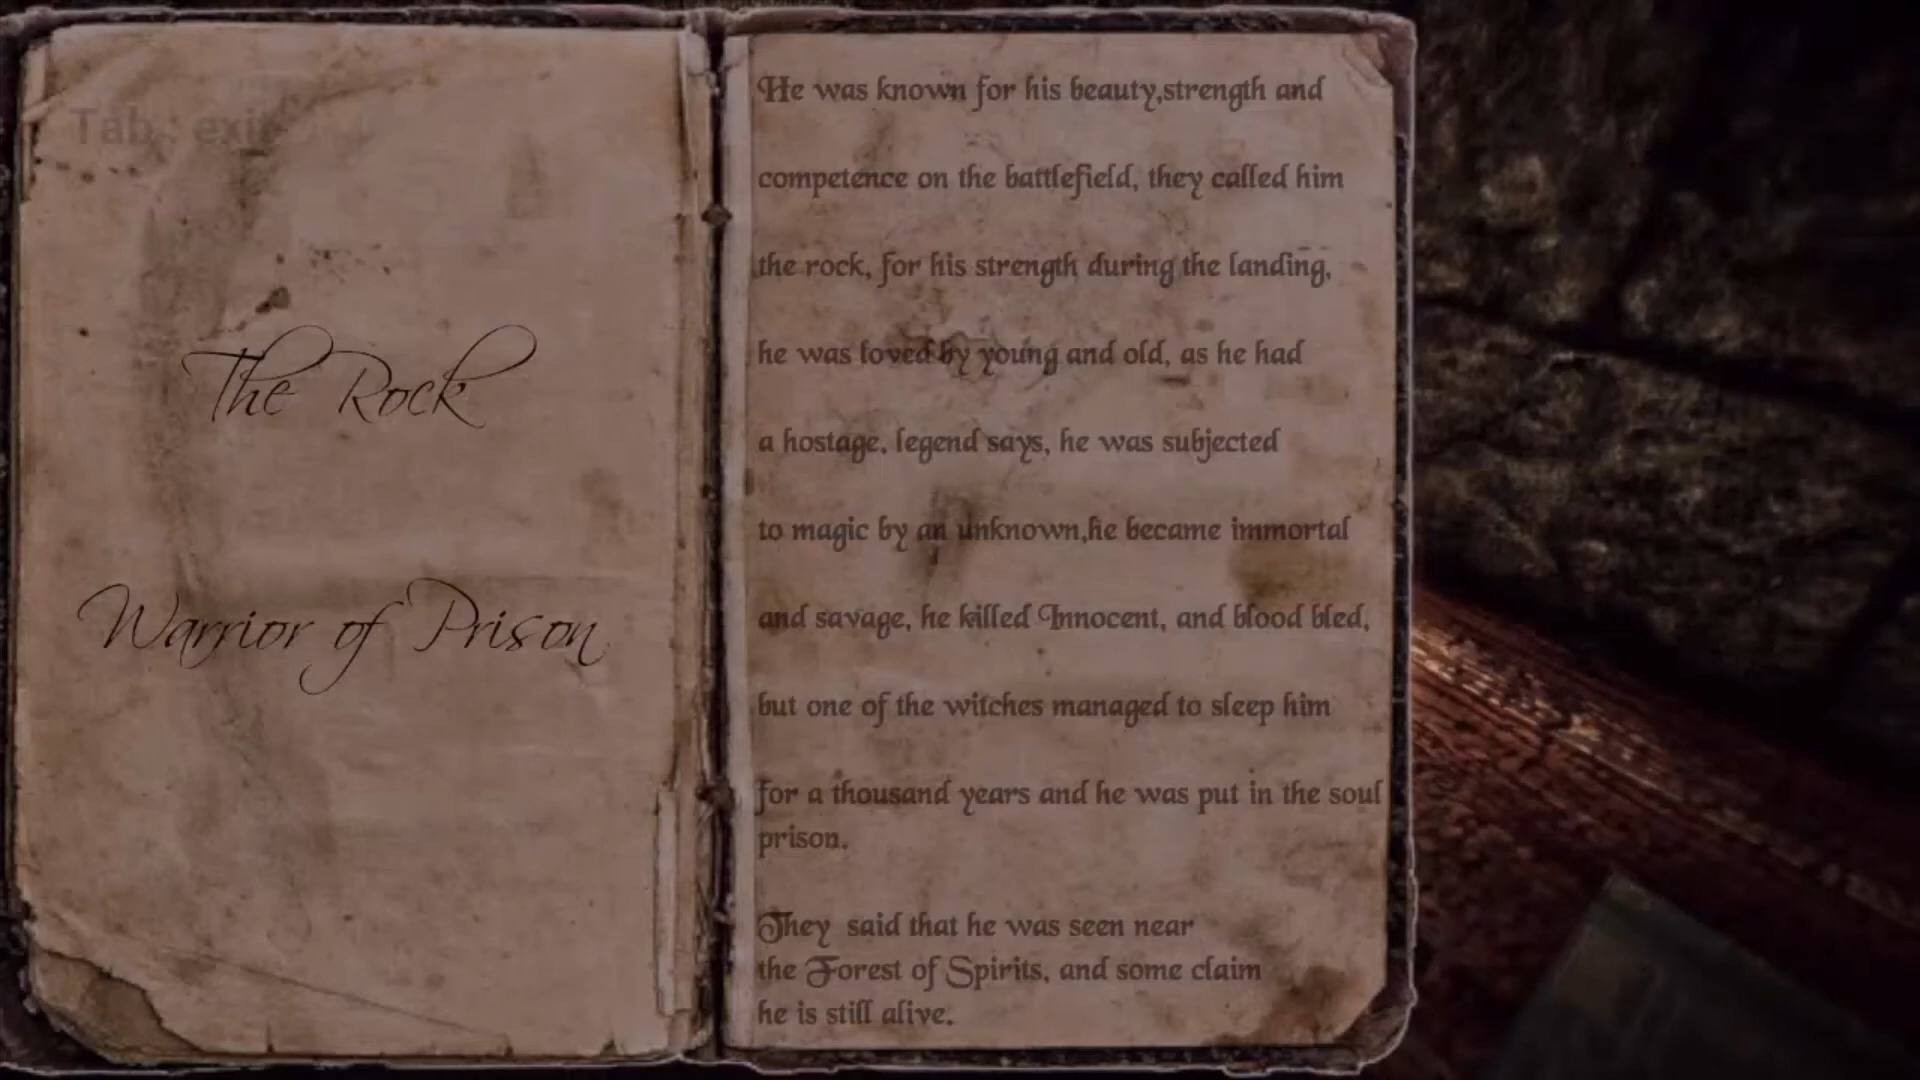 Tab : exit
The Rock
Warrior of Prison
He was known for his beauty,strength and
competence on the battlefield, they called him
the rock, for his strength during the landing,
he was loved by young and old, as he had
a hostage, legend says, he was subjected
to magic by an unknown,he became immortal
and savage, he killed Innocent, and blood bled,
but one of the witches managed to sleep him
for a thousand years and he was put in the soul
prison.
They said that he was seen near
the Forest of Spirits, and some claim
he is still alive.